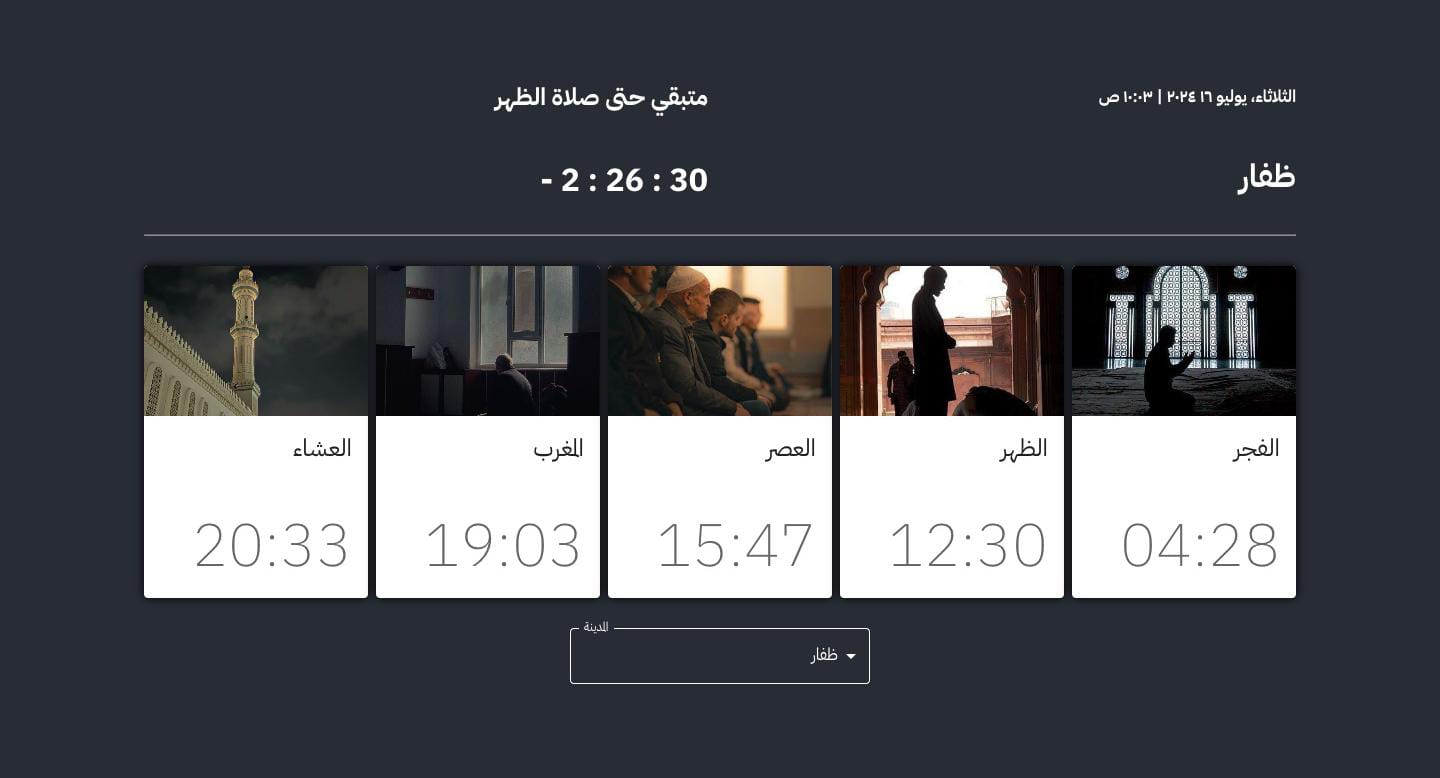 الثلاثاء، يوليو ١٦ ٢٠٢٤ | ١٠:٠٣ ص
ظفار
متبقي حتى صلاة الظهر
- 2 : 26 : 30
الفجر
04:28
الظهر
12:30
العصر
15:47
المغرب
19:03
العشاء
20:33
المدينة
ظفار